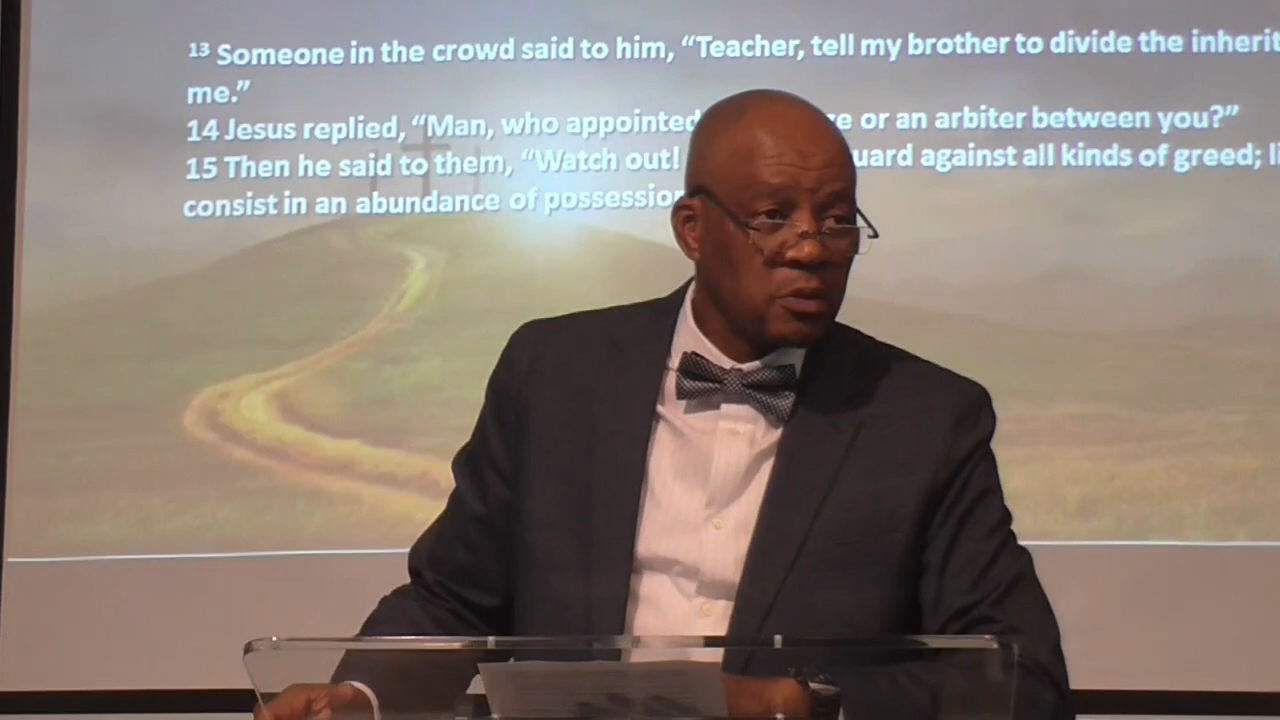 13 Someone in the crowd said to him, “Teacher, tell my brother to divide the inherit
me.”
14 Jesus replied, “Man, who appointed e or an arbiter between you?”
15 Then he said to them, “Watch out! uard against all kinds of greed; li
consist in an abundance of possession